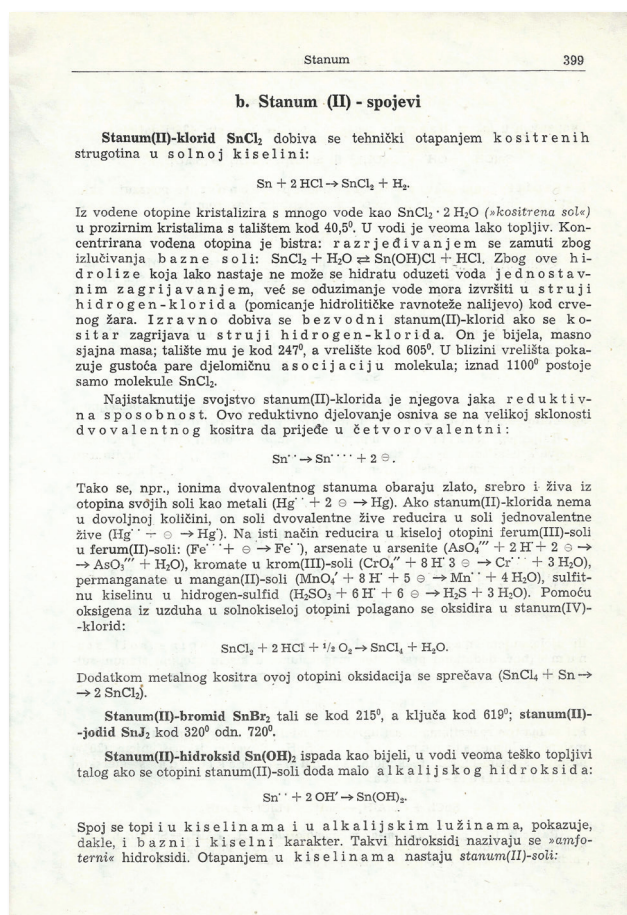 Stanum 399
b. Stanum (II) - spojevi
Stanum(II)-klorid SnCl₂ dobiva se tehnički otapanjem kositrenih
strugotina u solnoj kiselini:
Sn + 2 HCl → SnCl₂ + H₂.
Iz vodene otopine kristalizira s mnogo vode kao SnCl₂ · 2 H₂O (»kositrena sol«)
u prozirnim kristalima s talištem kod 40,5⁰. U vodi je veoma lako topljiv. Kon-
centrirana vodena otopina je bistra: razrjeđivanjem se zamuti zbog
izlučivanja bazne soli: SnCl₂ + H₂O ⇄ Sn(OH)Cl + HCl. Zbog ove hi-
drolize koja lako nastaje ne može se hidratu oduzeti voda jednostav-
nim zagrijavanjem, već se oduzimanje vode mora izvršiti u struji
hidrogen-klorida (pomicanje hidrolitičke ravnoteže nalijevo) kod crve-
nog žara. Izravno dobiva se bezvodni stanum(II)-klorid ako se ko-
sitar zagrijava u struji hidrogen-klorida. On je bijela, masno
sjajna masa; talište mu je kod 247⁰, a vrelište kod 605⁰. U blizini vrelišta poka-
zuje gustoća pare djelomičnu asocijaciju molekula; iznad 1100⁰ postoje
samo molekule SnCl₂.
Najistaknutije svojstvo stanum(II)-klorida je njegova jaka reduktiv-
na sposobnost. Ovo reduktivno djelovanje osniva se na velikoj sklonosti
dvovalentnog kositra da prijeđe u četvorovalentni:
Sn˙˙ → Sn˙˙˙˙ + 2 ⊖.
Tako se, npr., ionima dvovalentnog stanuma obaraju zlato, srebro i živa iz
otopina svojih soli kao metali (Hg˙˙ + 2 ⊖ → Hg). Ako stanum(II)-klorida nema
u dovoljnoj količini, on soli dvovalentne žive reducira u soli jednovalentne
žive (Hg˙˙ + ⊖ → Hg˙). Na isti način reducira u kiseloj otopini ferum(III)-soli
u ferum(II)-soli: (Fe˙˙˙ + ⊖ → Fe˙˙), arsenate u arsenite (AsO₄′′′ + 2 H˙ + 2 ⊖ →
→ AsO₃′′′ + H₂O), kromate u krom(III)-soli (CrO₄′′ + 8 H˙ 3 ⊖ → Cr˙˙˙ + 3 H₂O),
permanganate u mangan(II)-soli (MnO₄′ + 8 H˙ + 5 ⊖ → Mn˙˙ + 4 H₂O), sulfit-
nu kiselinu u hidrogen-sulfid (H₂SO₃ + 6 H˙ + 6 ⊖ → H₂S + 3 H₂O). Pomoću
oksigena iz uzduha u solnokiseloj otopini polagano se oksidira u stanum(IV)-
-klorid:
SnCl₂ + 2 HCl + ¹/₂ O₂ → SnCl₄ + H₂O.
Dodatkom metalnog kositra ovoj otopini oksidacija se sprečava (SnCl₄ + Sn →
→ 2 SnCl₂).
Stanum(II)-bromid SnBr₂ tali se kod 215⁰, a ključa kod 619⁰; stanum(II)-
-jodid SnJ₂ kod 320⁰ odn. 720⁰.
Stanum(II)-hidroksid Sn(OH)₂ ispada kao bijeli, u vodi veoma teško topljivi
talog ako se otopini stanum(II)-soli doda malo alkalijskog hidroksida:
Sn˙˙ + 2 OH′ → Sn(OH)₂.
Spoj se topi i u kiselinama i u alkalijskim lužinama, pokazuje,
dakle, i bazni i kiselni karakter. Takvi hidroksidi nazivaju se »amfo-
terni« hidroksidi. Otapanjem u kiselinama nastaju stanum(II)-soli: